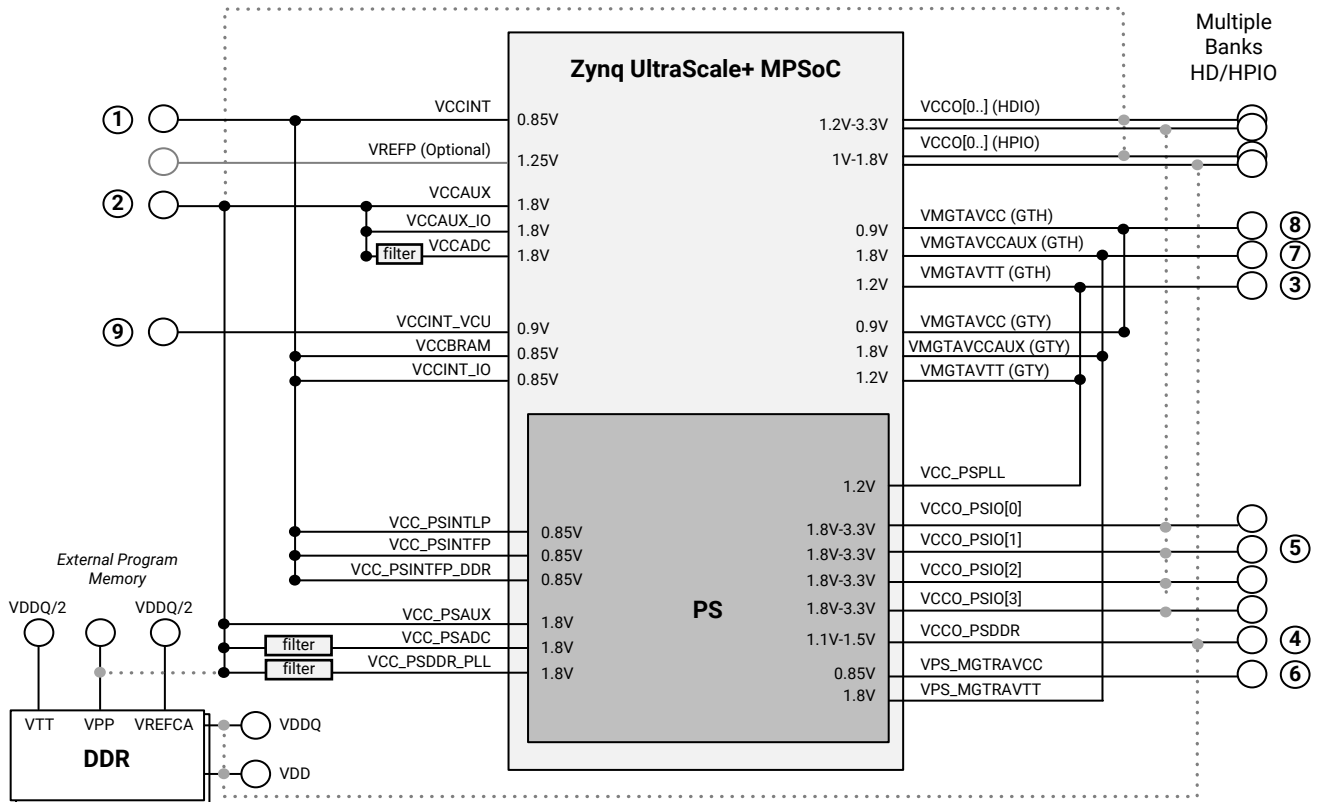 Multiple
Banks
HD/HPIO
Zynq UltraScale+ MPSoC
1
VCCINT
0.85V
VREFP (Optional)
1.25V
2
VCCAUX
1.8V
VCCAUX_IO
1.8V
filter
VCCADC
1.8V
9
VCCINT_VCU
0.9V
VCCBRAM
0.85V
VCCINT_IO
0.85V
VCCO[0..] (HDIO)
1.2V-3.3V
VCCO[0..] (HPIO)
1V-1.8V
VMGTAVCC (GTH)
0.9V
8
VMGTAVCCAUX (GTH)
1.8V
7
VMGTAVTT (GTH)
1.2V
3
VMGTAVCC (GTY)
0.9V
VMGTAVCCAUX (GTY)
1.8V
VMGTAVTT (GTY)
1.2V
PS
VCC_PSINTLP
0.85V
VCC_PSINTFP
0.85V
VCC_PSINTFP_DDR
0.85V
VCC_PSAUX
1.8V
filter
VCC_PSADC
1.8V
filter
VCC_PSDDR_PLL
1.8V
VCC_PSPLL
1.2V
VCCO_PSIO[0]
1.8V-3.3V
VCCO_PSIO[1]
1.8V-3.3V
5
VCCO_PSIO[2]
1.8V-3.3V
VCCO_PSIO[3]
1.8V-3.3V
VCCO_PSDDR
1.1V-1.5V
4
VPS_MGTRAVCC
0.85V
6
VPS_MGTRAVTT
1.8V
External Program
Memory
VDDQ/2
VDDQ/2
VTT
VPP
VREFCA
DDR
VDDQ
VDD